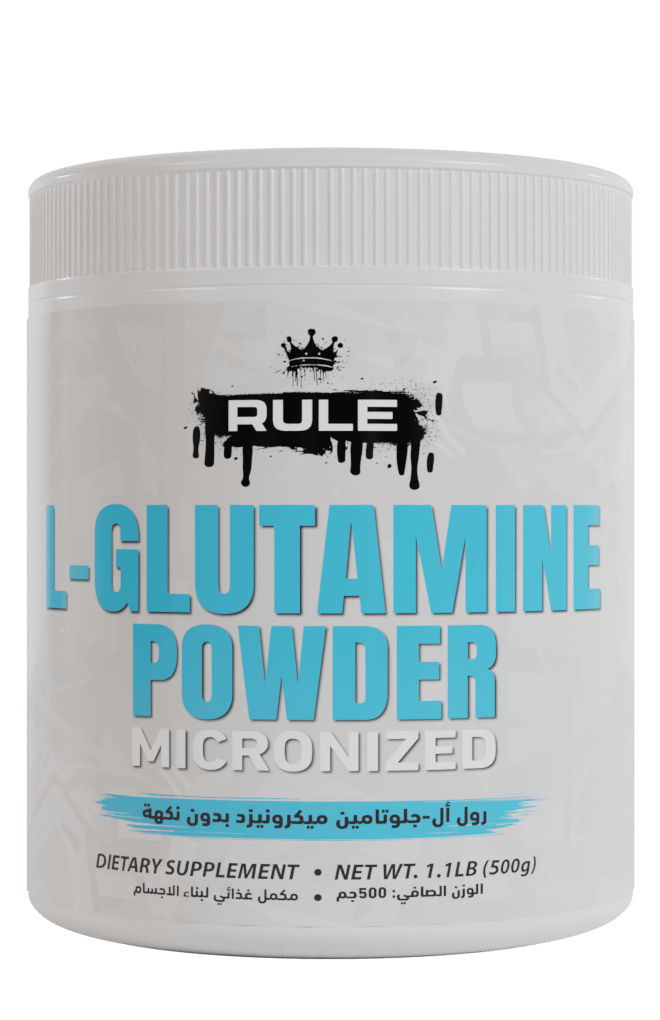 RULE
L-GLUTAMINE
POWDER
MICRONIZED
رول أل-جلوتامين ميكرونيزد بدون نكهة
DIETARY SUPPLEMENT • NET WT. 1.1LB (500g)
مكمل غذائي لبناء الاجسام • الوزن الصافي: 500جم